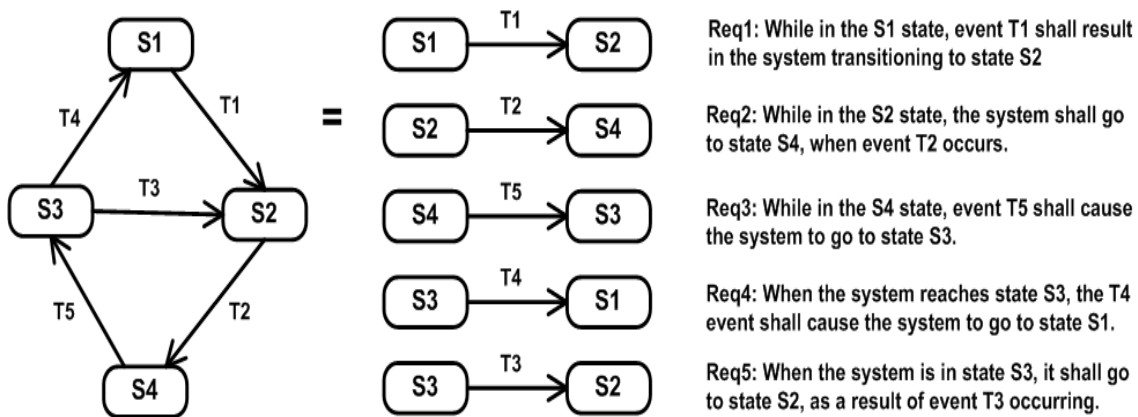 S1
T4
T1
S3
T3
S2
T5
T2
S4
=
S1
T1
S2
Req1: While in the S1 state, event T1 shall result
in the system transitioning to state S2
S2
T2
S4
Req2: While in the S2 state, the system shall go
to state S4, when event T2 occurs.
S4
T5
S3
Req3: While in the S4 state, event T5 shall cause
the system to go to state S3.
S3
T4
S1
Req4: When the system reaches state S3, the T4
event shall cause the system to go to state S1.
S3
T3
S2
Req5: When the system is in state S3, it shall go
to state S2, as a result of event T3 occurring.